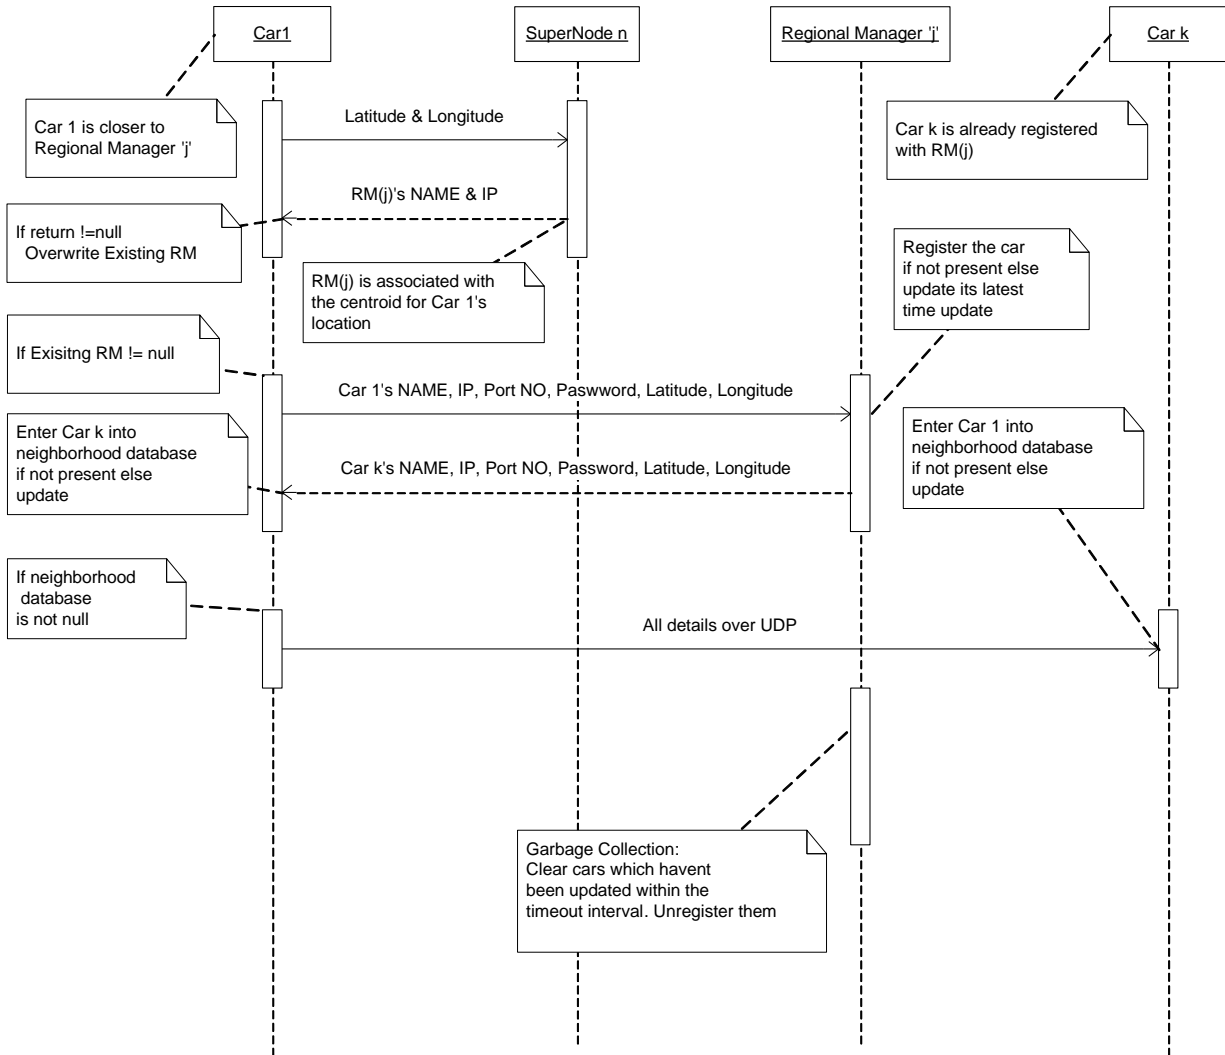 Car1
SuperNode n
Regional Manager 'j'
Car k
Car 1 is closer to
Regional Manager 'j'
Latitude & Longitude
Car k is already registered
with RM(j)
RM(j)'s NAME & IP
If return !=null
Overwrite Existing RM
RM(j) is associated with
the centroid for Car 1's
location
Register the car
if not present else
update its latest
time update
If Exisitng RM != null
Car 1's NAME, IP, Port NO, Paswword, Latitude, Longitude
Enter Car k into
neighborhood database
if not present else
update
Car k's NAME, IP, Port NO, Password, Latitude, Longitude
Enter Car 1 into
neighborhood database
if not present else
update
If neighborhood
database
is not null
All details over UDP
Garbage Collection:
Clear cars which havent
been updated within the
timeout interval. Unregister them